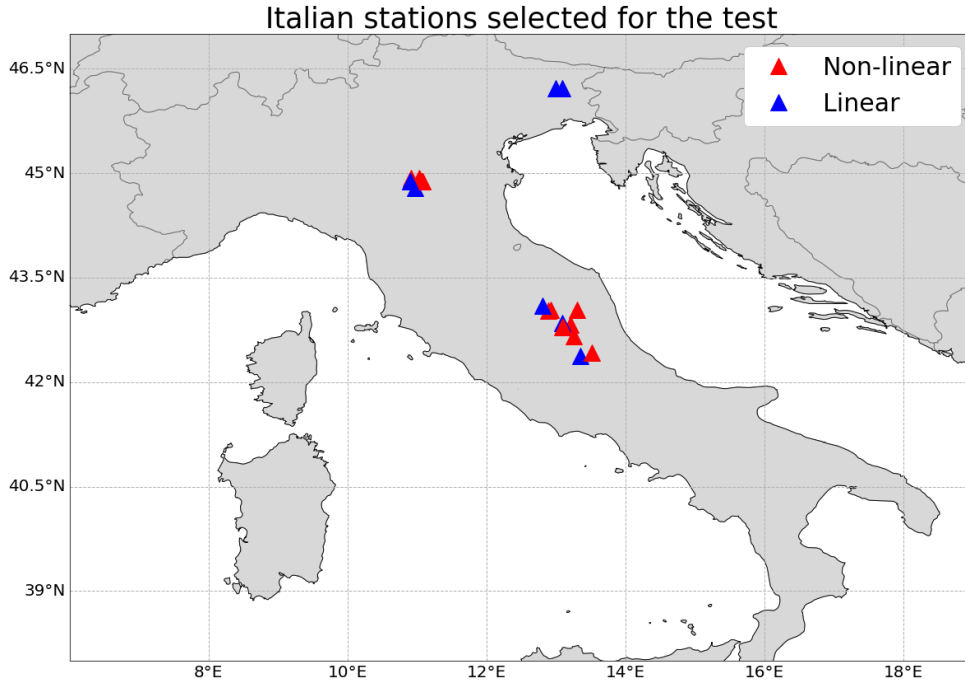 Italian stations selected for the test
Non-linear
Linear
46.5°N
45°N
43.5°N
42°N
40.5°N
39°N
8°E
10°E
12°E
14°E
16°E
18°E